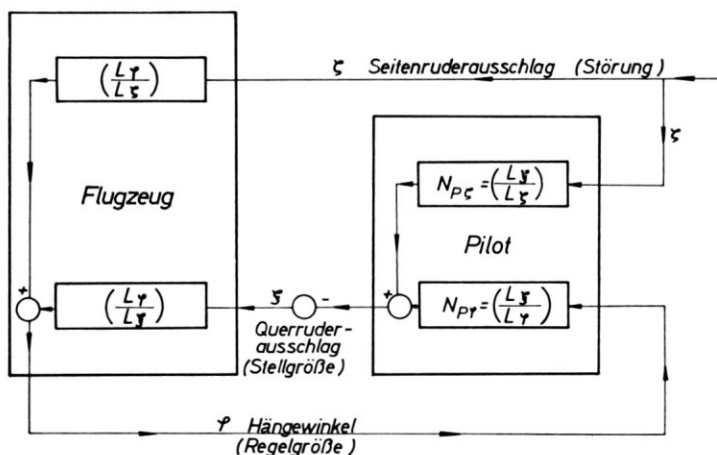 ζ Seitenruderausschlag (Störung)
(Lφ/Lζ)
ζ
Flugzeug
N_Pζ = (Lξ/Lζ)
Pilot
+
(Lφ/Lξ)
ξ
-
+
N_Pφ = (Lξ/Lφ)
Querruder-
ausschlag
(Stellgröße)
φ Hängewinkel
(Regelgröße)